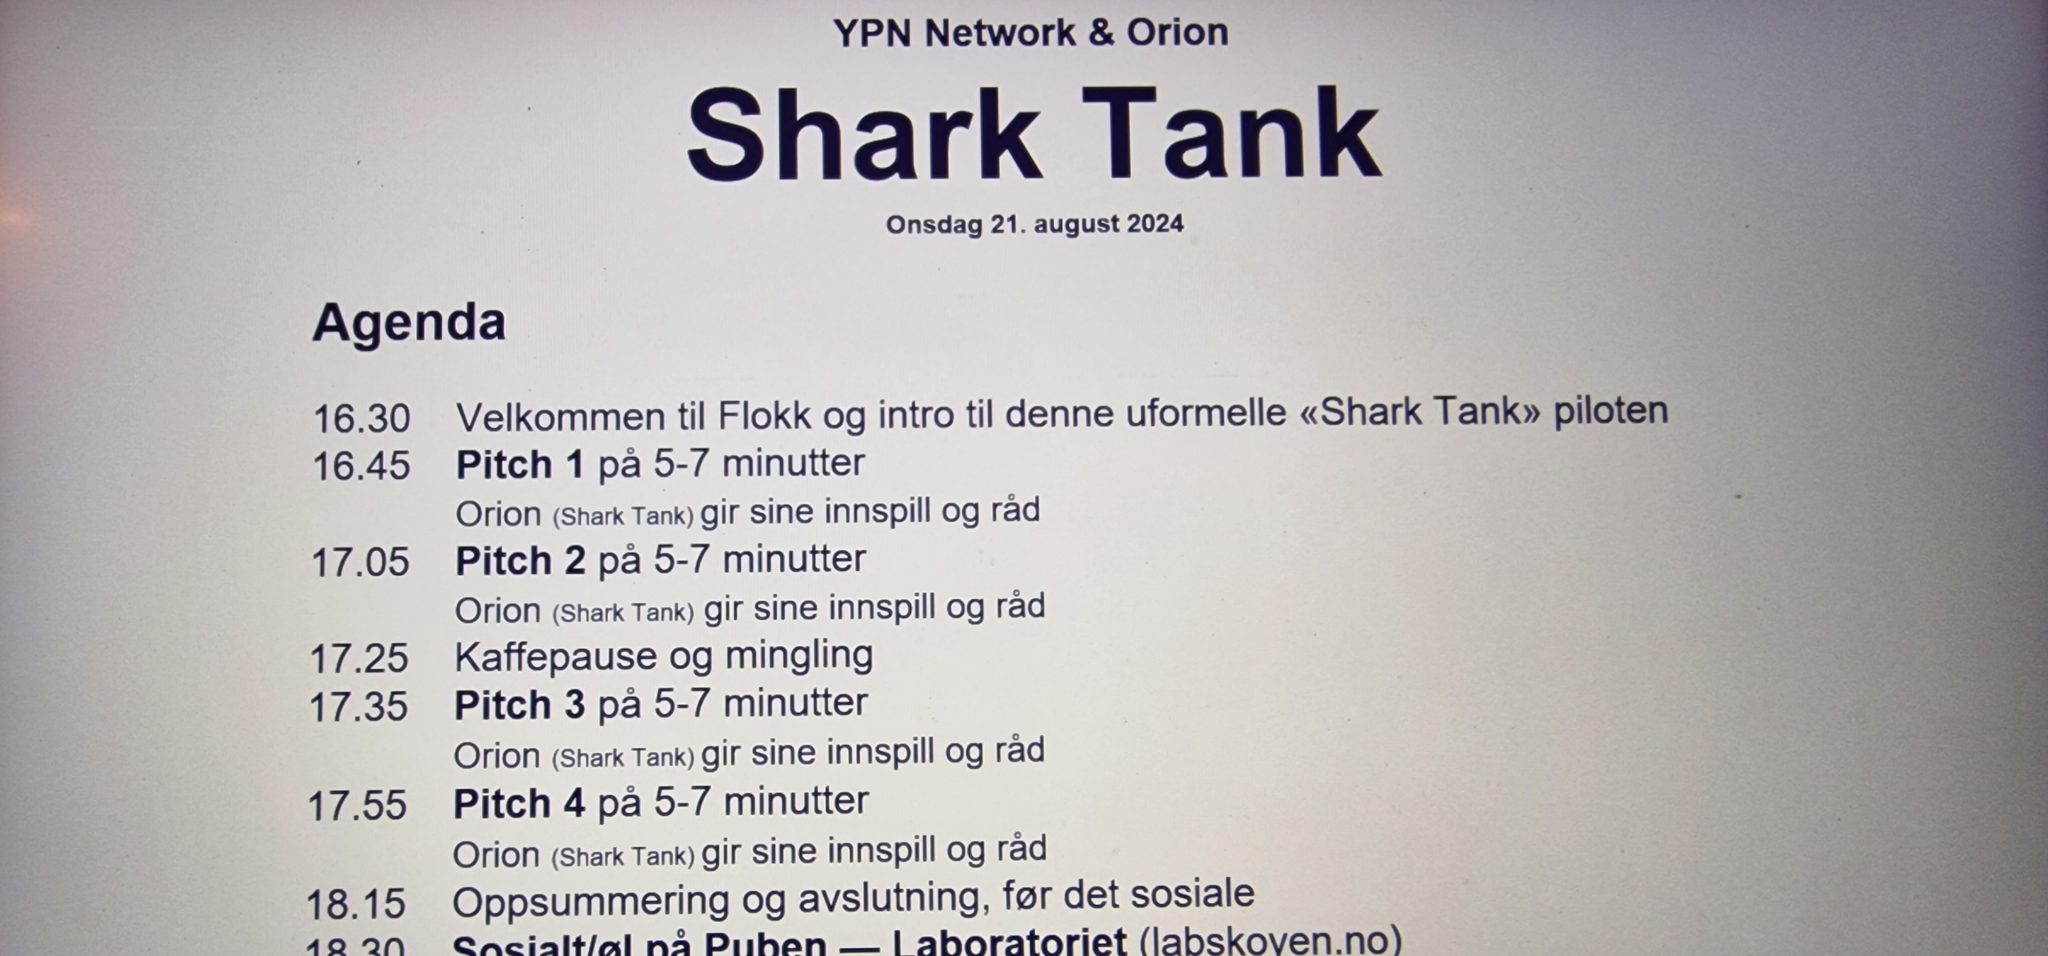 YPN Network & Orion
Shark Tank
Onsdag 21. august 2024
Agenda
16.30 Velkommen til Flokk og intro til denne uformelle «Shark Tank» piloten
16.45 Pitch 1 på 5-7 minutter
Orion (Shark Tank) gir sine innspill og råd
17.05 Pitch 2 på 5-7 minutter
Orion (Shark Tank) gir sine innspill og råd
17.25 Kaffepause og mingling
17.35 Pitch 3 på 5-7 minutter
Orion (Shark Tank) gir sine innspill og råd
17.55 Pitch 4 på 5-7 minutter
Orion (Shark Tank) gir sine innspill og råd
18.15 Oppsummering og avslutning, før det sosiale
18.30 Sosialt/øl på Puben — Laboratoriet (labskoven.no)